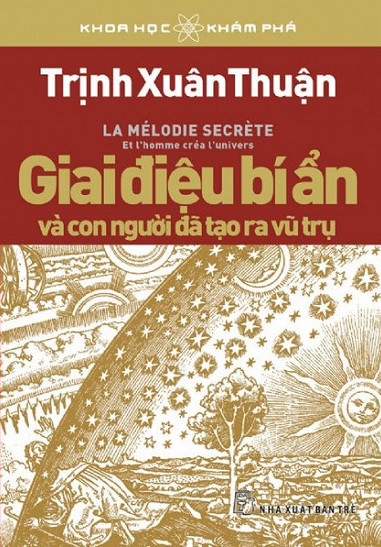 KHOA HỌC KHÁM PHÁ
Trịnh Xuân Thuận
LA MÉLODIE SECRÈTE
Et l'homme créa l'univers
Giai điệu bí ẩn
và con người đã tạo ra vũ trụ
NHÀ XUẤT BẢN TRẺ